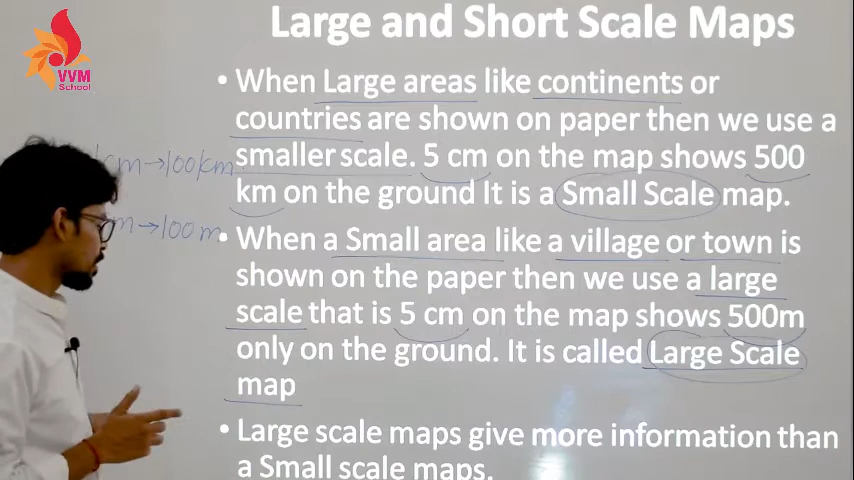 Large and Short Scale Maps
VVM
School
• When Large areas like continents or
countries are shown on paper then we use a
smaller scale. 5 cm on the map shows 500
km on the ground It is a Small Scale map.
cm→100km
m→100m
• When a Small area like a village or town is
shown on the paper then we use a large
scale that is 5 cm on the map shows 500m
only on the ground. It is called Large Scale
map
• Large scale maps give more information than
a Small scale maps.